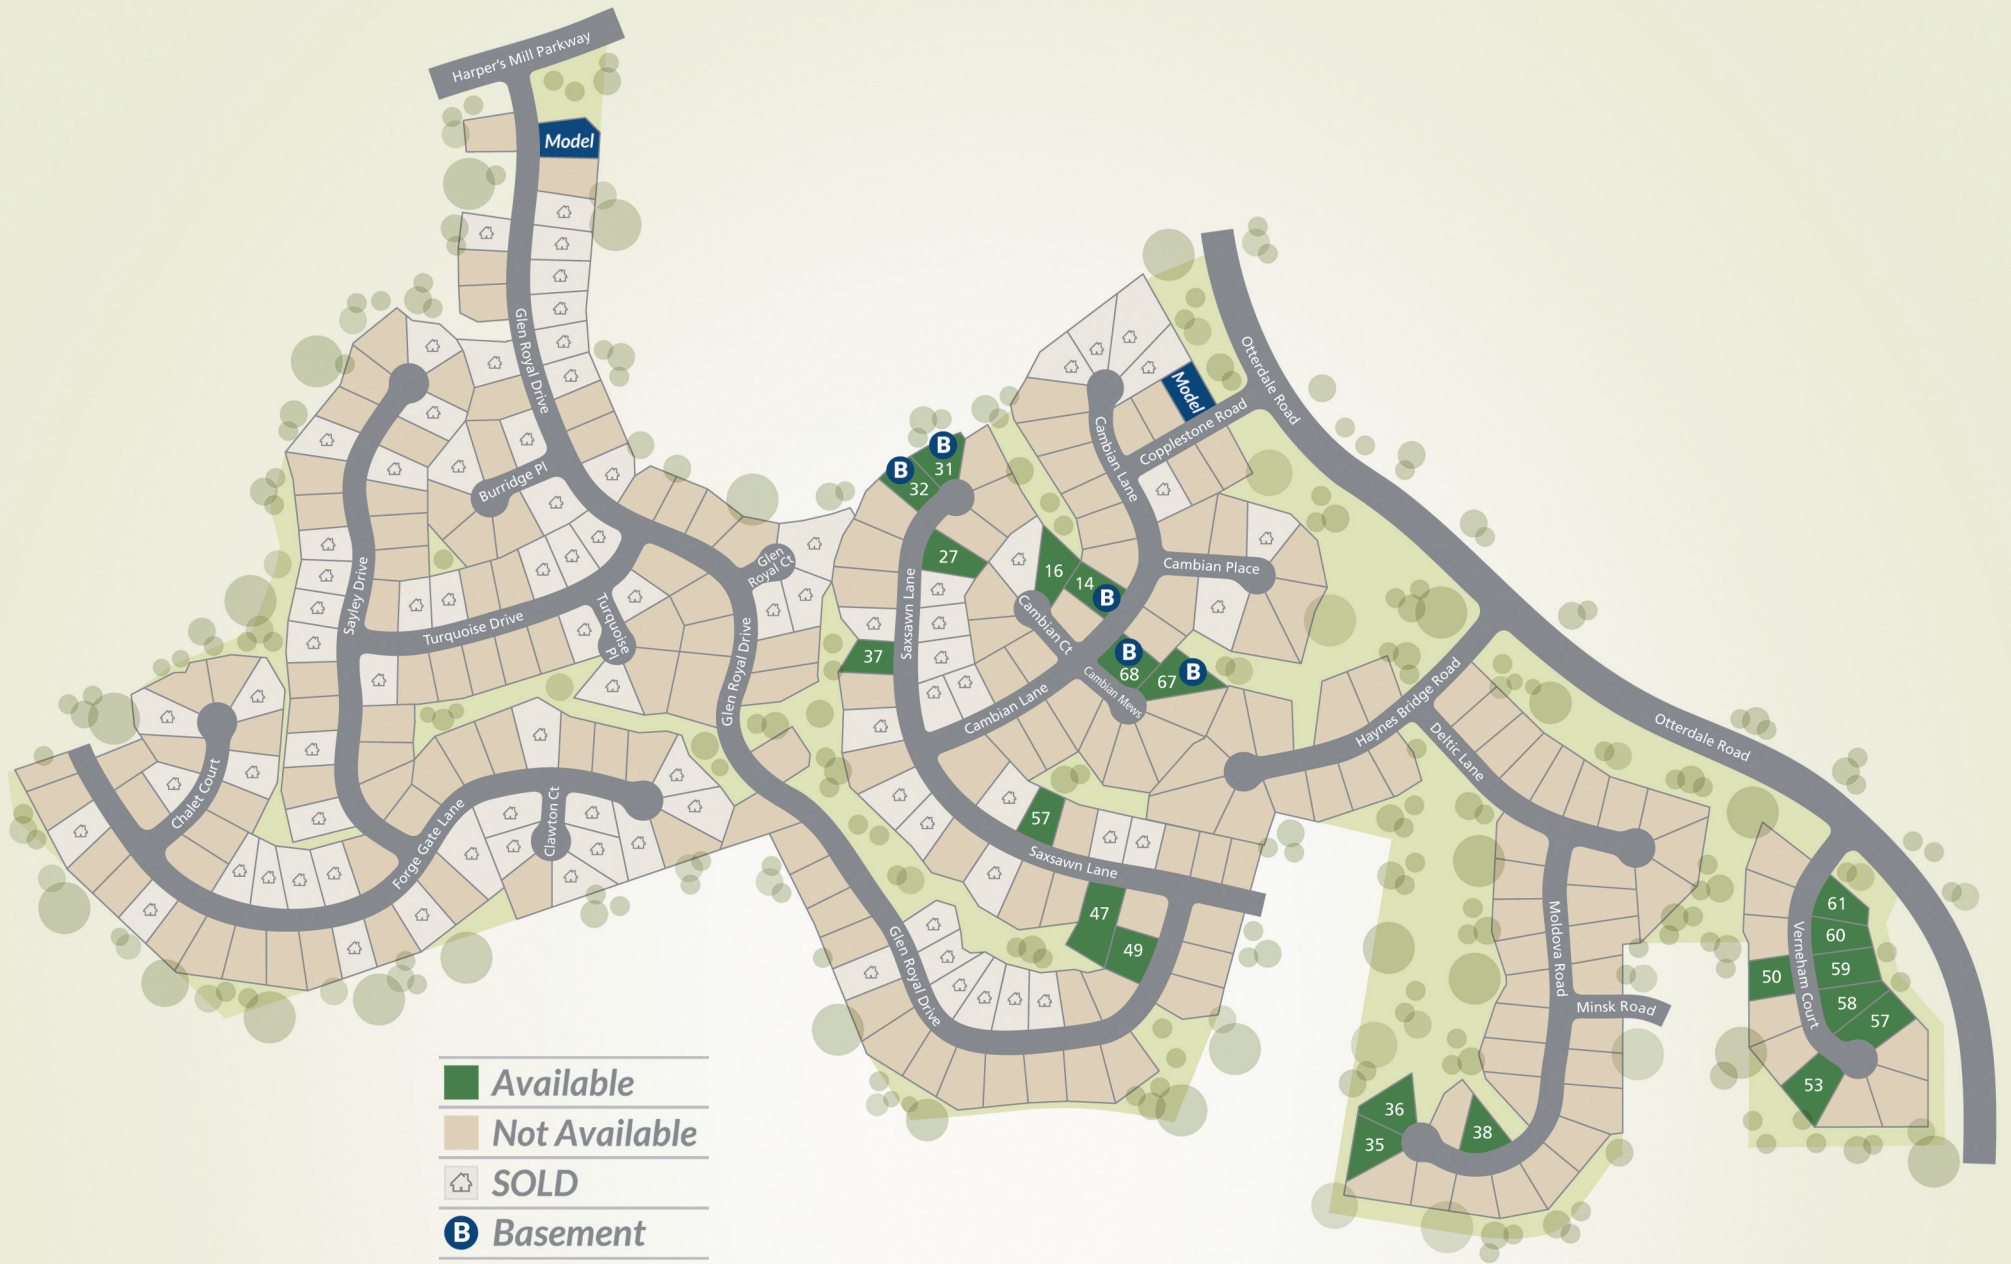 Harper's Mill Parkway
Model
Glen Royal Drive
Otterdale Road
Model
Copplestone Road
Cambian Lane
B
31
B
32
Burridge Pl
27
Glen
Royal Ct
16
14
B
Cambian Place
Sayley Drive
Turquoise Drive
Turquoise
Pl
Saxsawn Lane
Cambian Ct
37
B
68
67
B
Cambian Mews
Glen Royal Drive
Cambian Lane
Haynes Bridge Road
Deltic Lane
Otterdale Road
Chalet Court
Forge Gate Lane
Clawton Ct
57
Saxsawn Lane
47
49
Glen Royal Drive
Moldova Road
Minsk Road
Verneham Court
61
60
59
50
58
57
53
36
35
38
Available
Not Available
SOLD
B Basement